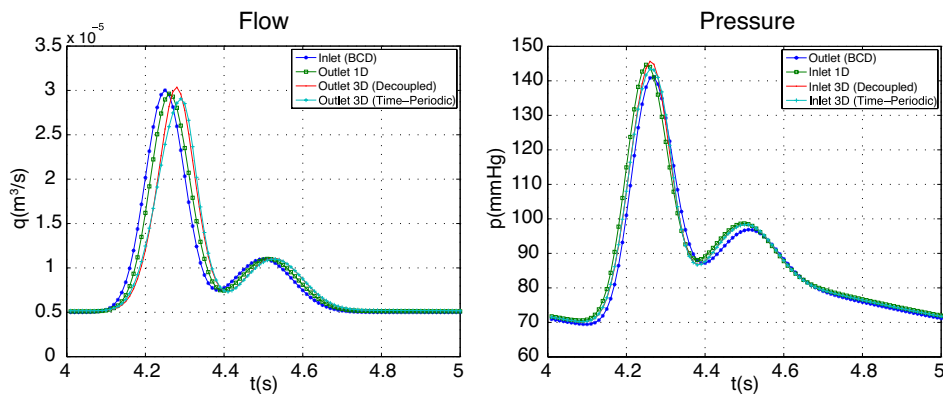 Flow
x 10⁻⁵
3.5
3
2.5
2
1.5
1
0.5
0
q(m³/s)
4
4.2
4.4
4.6
4.8
5
t(s)
Inlet (BCD)
Outlet 1D
Outlet 3D (Decoupled)
Outlet 3D (Time–Periodic)
Pressure
150
140
130
120
110
100
90
80
70
60
p(mmHg)
4
4.2
4.4
4.6
4.8
5
t(s)
Outlet (BCD)
Inlet 1D
Inlet 3D (Decoupled)
Inlet 3D (Time–Periodic)